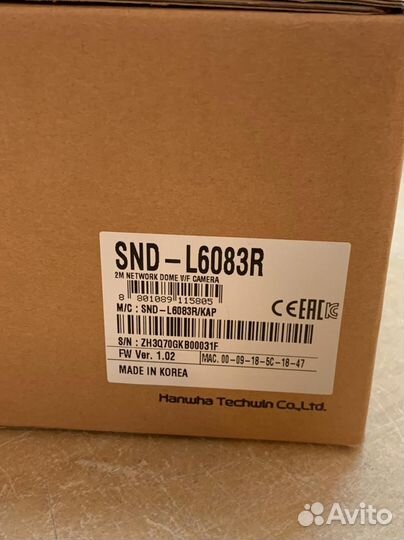 SND-L6083R
2M NETWORK DOME V/F CAMERA
8 801089 115805
M/C : SND-L6083R/KAP
CE EAC
S/N : ZH3Q70GKB00031F
FW Ver. 1.02
MAC. 00-09-18-5C-18-47
MADE IN KOREA
Hanwha Techwin Co.,Ltd.
Avito